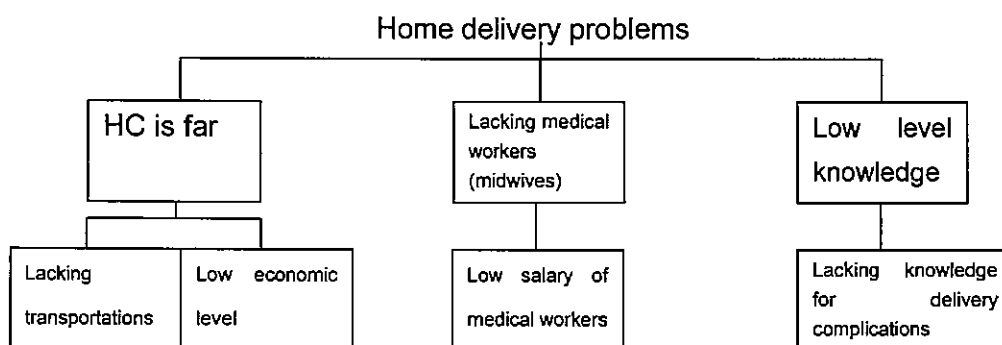 Home delivery problems
HC is far
Lacking medical
workers
(midwives)
Low level
knowledge
Lacking
transportations
Low economic
level
Low salary of
medical workers
Lacking knowledge
for delivery
complications